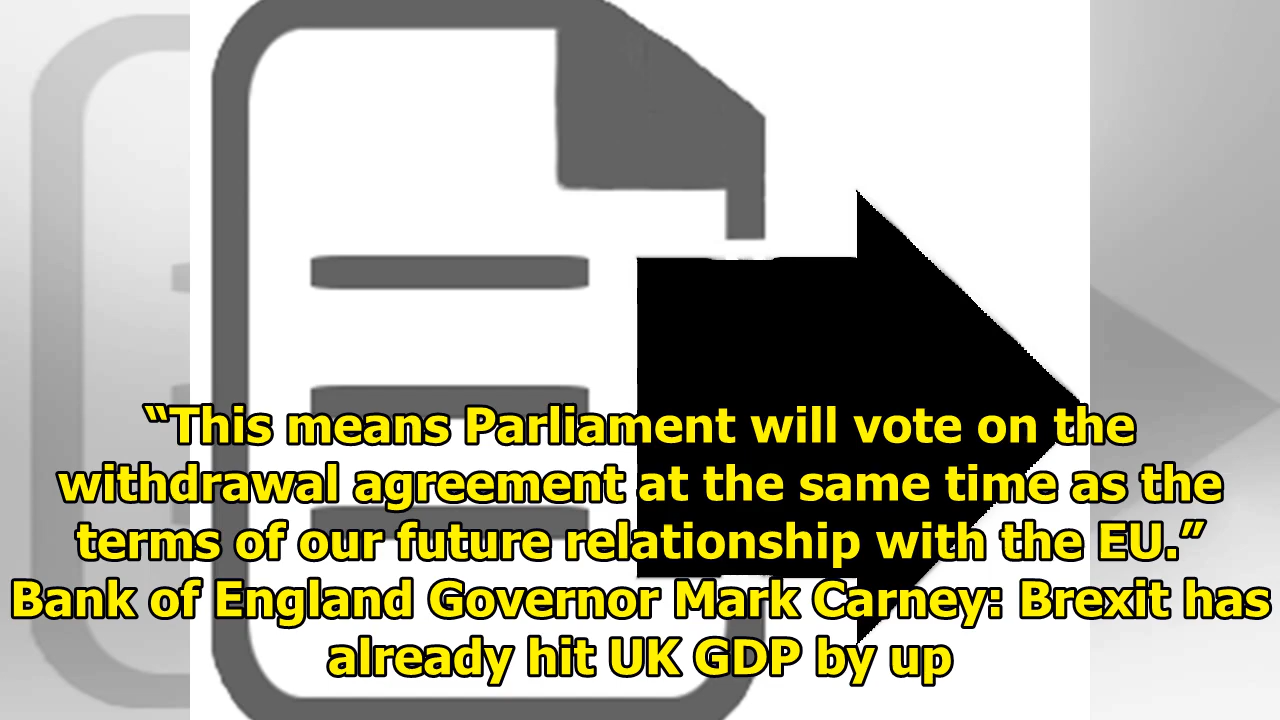 “This means Parliament will vote on the
withdrawal agreement at the same time as the
terms of our future relationship with the EU.”
Bank of England Governor Mark Carney: Brexit has
already hit UK GDP by up